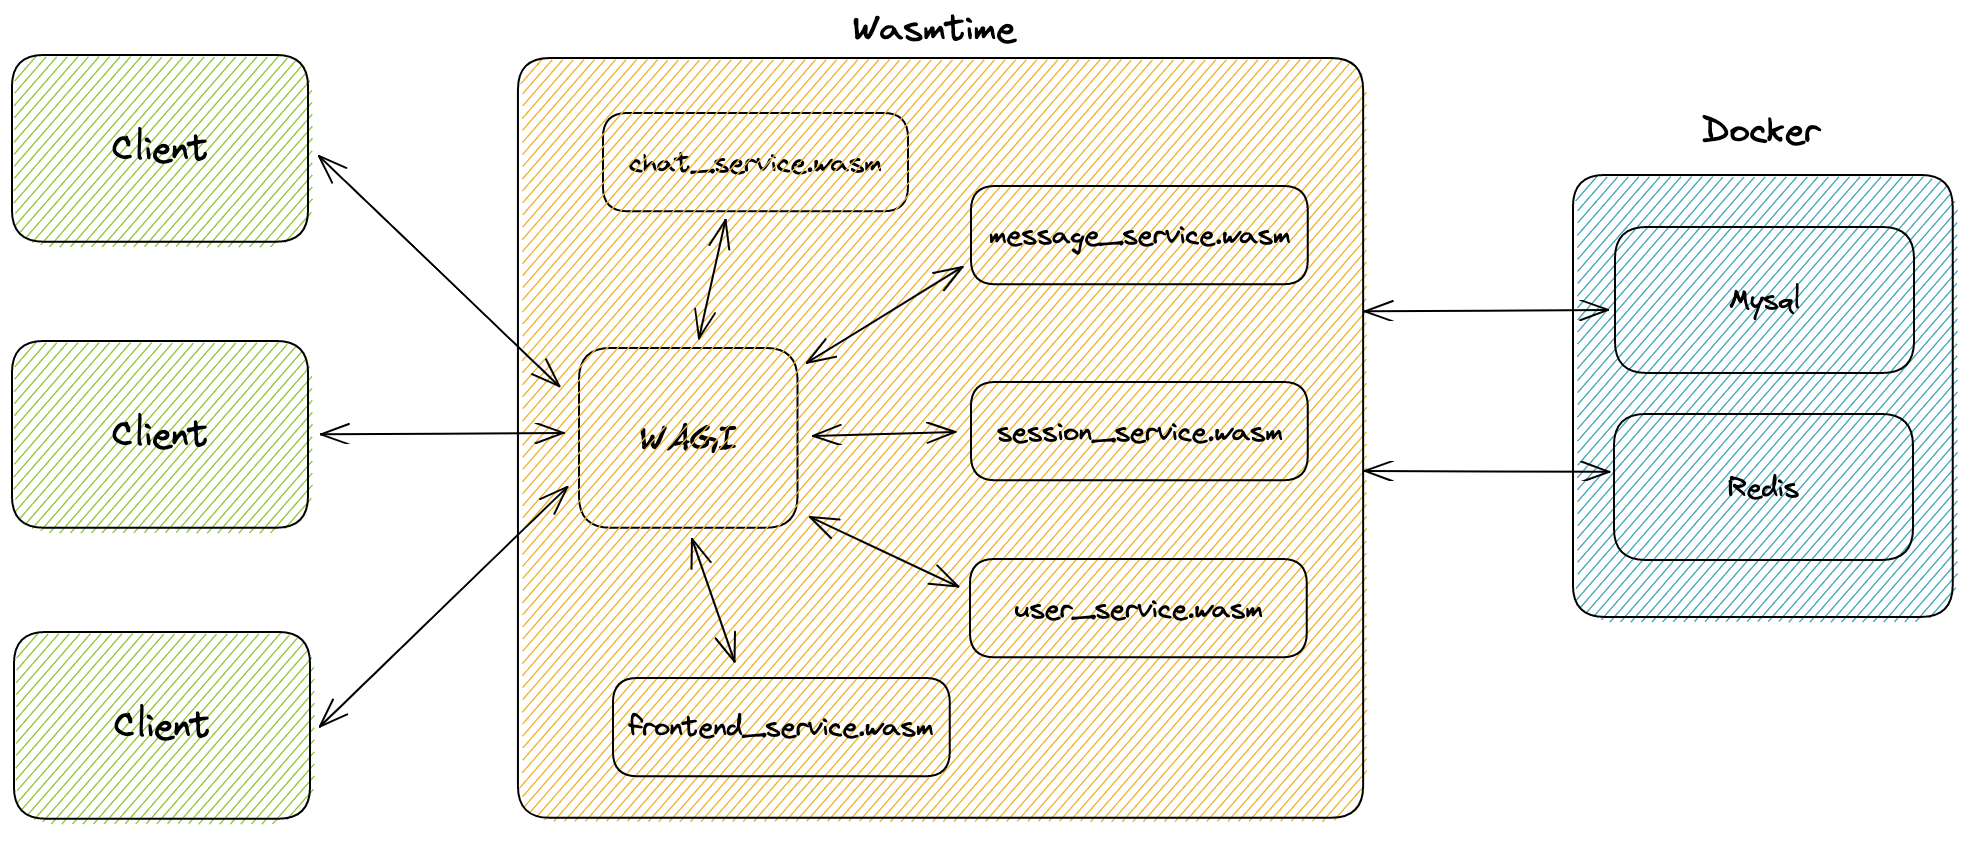 Wasmtime
Client
chat_service.wasm
Docker
message_service.wasm
Mysql
Client
WAGI
session_service.wasm
Redis
user_service.wasm
Client
frontend_service.wasm